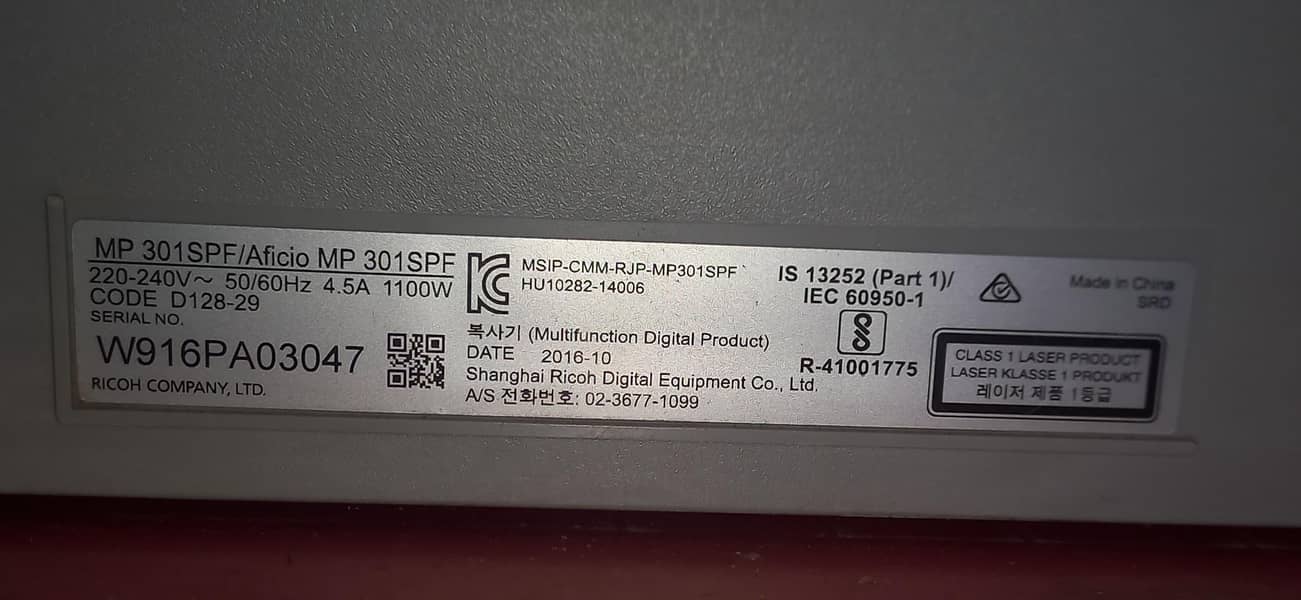 MP 301SPF/Aficio MP 301SPF
220-240V～ 50/60Hz 4.5A 1100W
CODE D128-29
SERIAL NO.
W916PA03047
RICOH COMPANY, LTD.
MSIP-CMM-RJP-MP301SPF
HU10282-14006
복사기 (Multifunction Digital Product)
DATE 2016-10
Shanghai Ricoh Digital Equipment Co., Ltd.
A/S 전화번호: 02-3677-1099
IS 13252 (Part 1)/
IEC 60950-1
R-41001775
Made in China
SRD
CLASS 1 LASER PRODUCT
LASER KLASSE 1 PRODUKT
레이저 제품 1등급